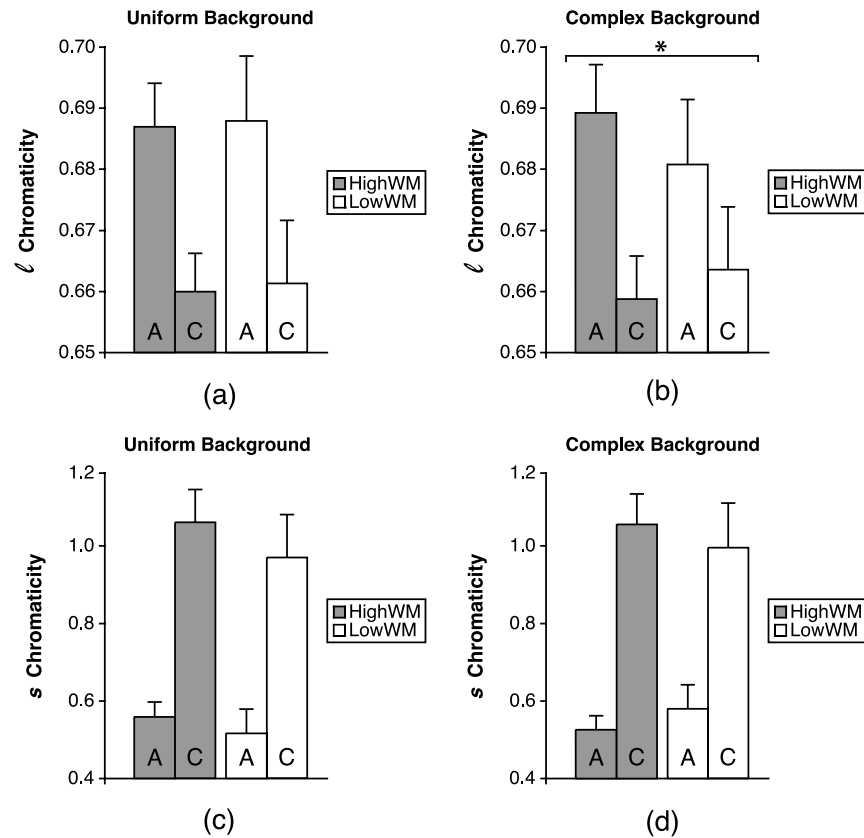 Uniform Background
0.70
0.69
0.68
0.67
0.66
0.65
ℓ Chromaticity
A C A C
HighWM
LowWM
(a)
Complex Background
*
0.70
0.69
0.68
0.67
0.66
0.65
ℓ Chromaticity
A C A C
HighWM
LowWM
(b)
Uniform Background
1.2
1.0
0.8
0.6
0.4
s Chromaticity
A C A C
HighWM
LowWM
(c)
Complex Background
1.2
1.0
0.8
0.6
0.4
s Chromaticity
A C A C
HighWM
LowWM
(d)